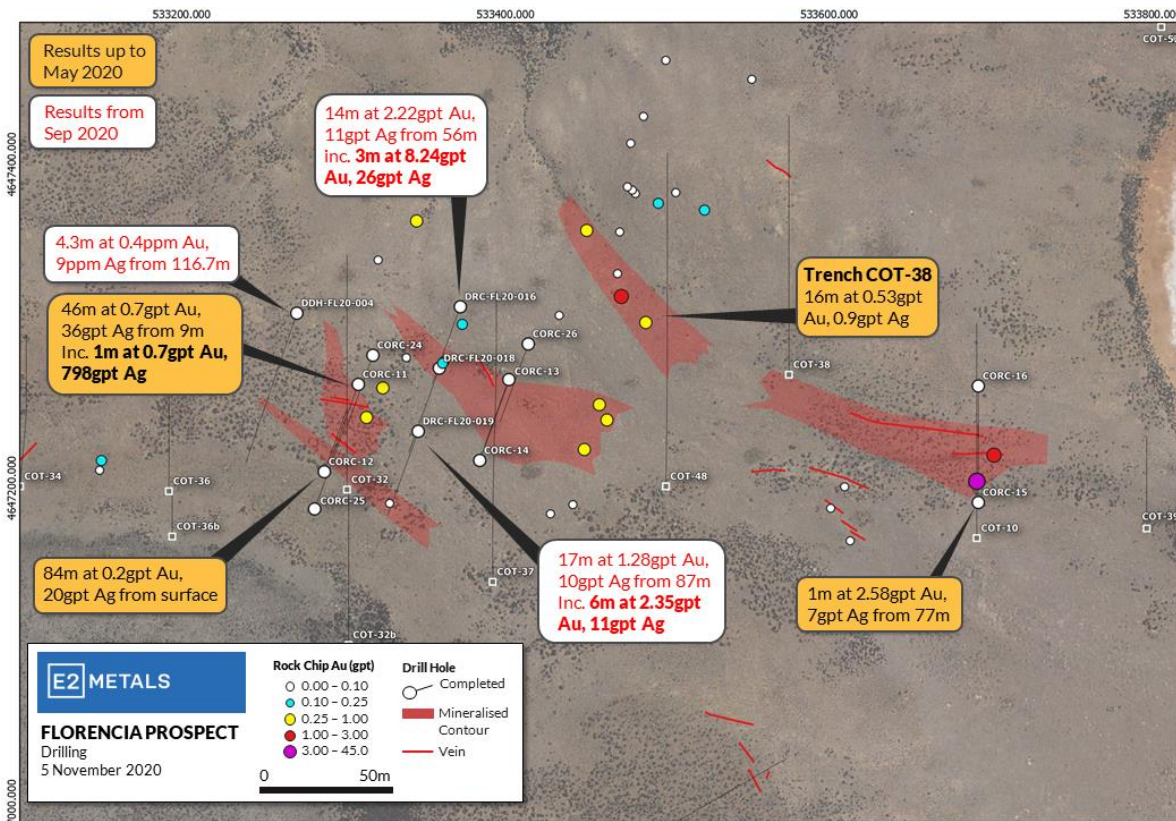 533200.000
533400.000
533600.000
533800.00
Results up to
May 2020
Results from
Sep 2020
4647400.000
4647200.000
7000.000
14m at 2.22gpt Au,
11gpt Ag from 56m
inc. 3m at 8.24gpt
Au, 26gpt Ag
4.3m at 0.4ppm Au,
9ppm Ag from 116.7m
46m at 0.7gpt Au,
36gpt Ag from 9m
Inc. 1m at 0.7gpt Au,
798gpt Ag
Trench COT-38
16m at 0.53gpt
Au, 0.9gpt Ag
84m at 0.2gpt Au,
20gpt Ag from surface
17m at 1.28gpt Au,
10gpt Ag from 87m
Inc. 6m at 2.35gpt
Au, 11gpt Ag
1m at 2.58gpt Au,
7gpt Ag from 77m
DDH-FL20-004
DRC-FL20-016
CORC-26
CORC-24
DRC-FL20-018
CORC-11
CORC-13
COT-38
CORC-16
DRC-FL20-019
CORC-14
CORC-12
COT-34
COT-36
COT-32
COT-48
CORC-15
CORC-25
COT-36b
COT-10
COT-39
COT-37
COT-32b
E2 METALS
FLORENCIA PROSPECT
Drilling
5 November 2020
Rock Chip Au (gpt)
0.00 – 0.10
0.10 – 0.25
0.25 – 1.00
1.00 – 3.00
3.00 – 45.0
Drill Hole
Completed
Mineralised
Contour
Vein
0 50m